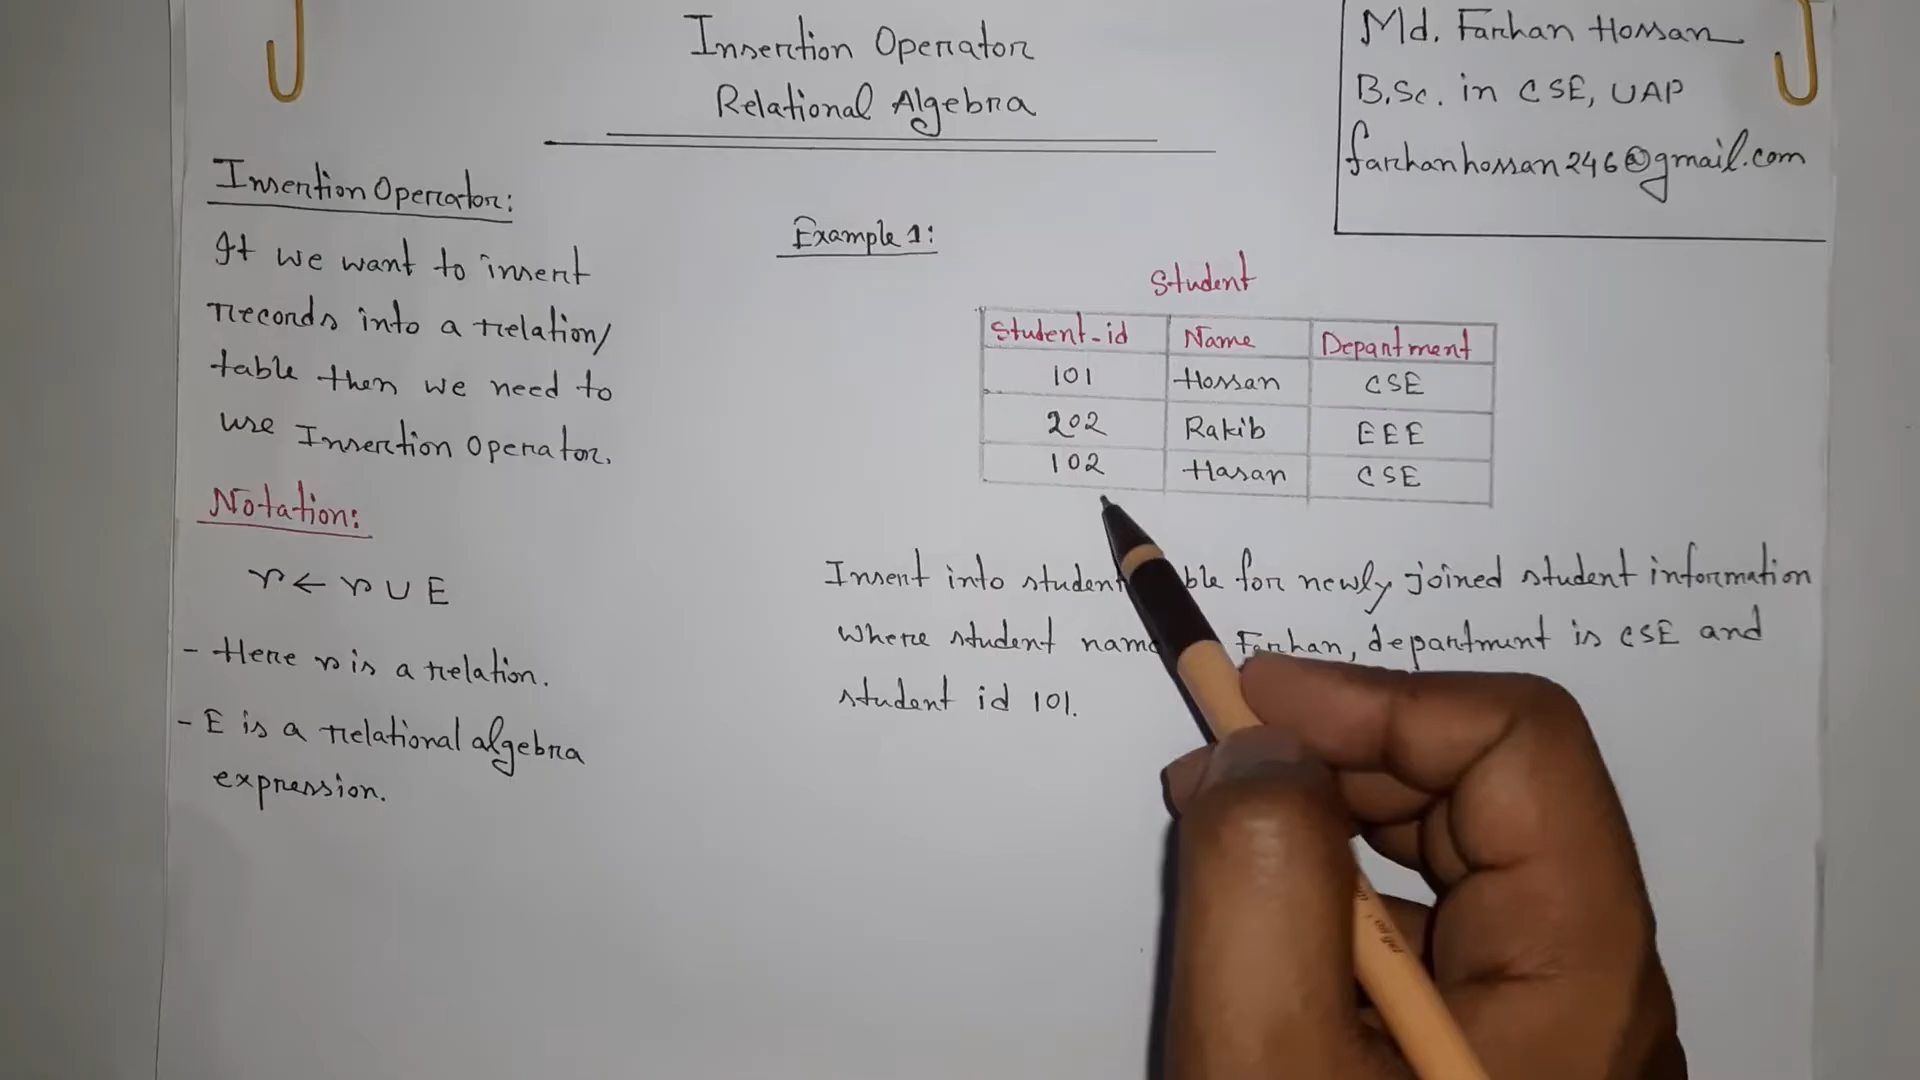 Insertion Operator
Relational Algebra
Md. Farhan Hossan
B.Sc. in CSE, UAP
farhanhossan246@gmail.com
Insertion Operator:
If we want to insert
records into a relation/
table then we need to
use Insertion Operator.
Notation:
r ← r ∪ E
- Here r is a relation.
- E is a relational algebra
expression.
Example 1:
Student
Student-id Name Department
101 Hossan CSE
202 Rakib EEE
102 Hasan CSE
Insert into student ble for newly joined student information
where student name Farhan, department is CSE and
student id 101.